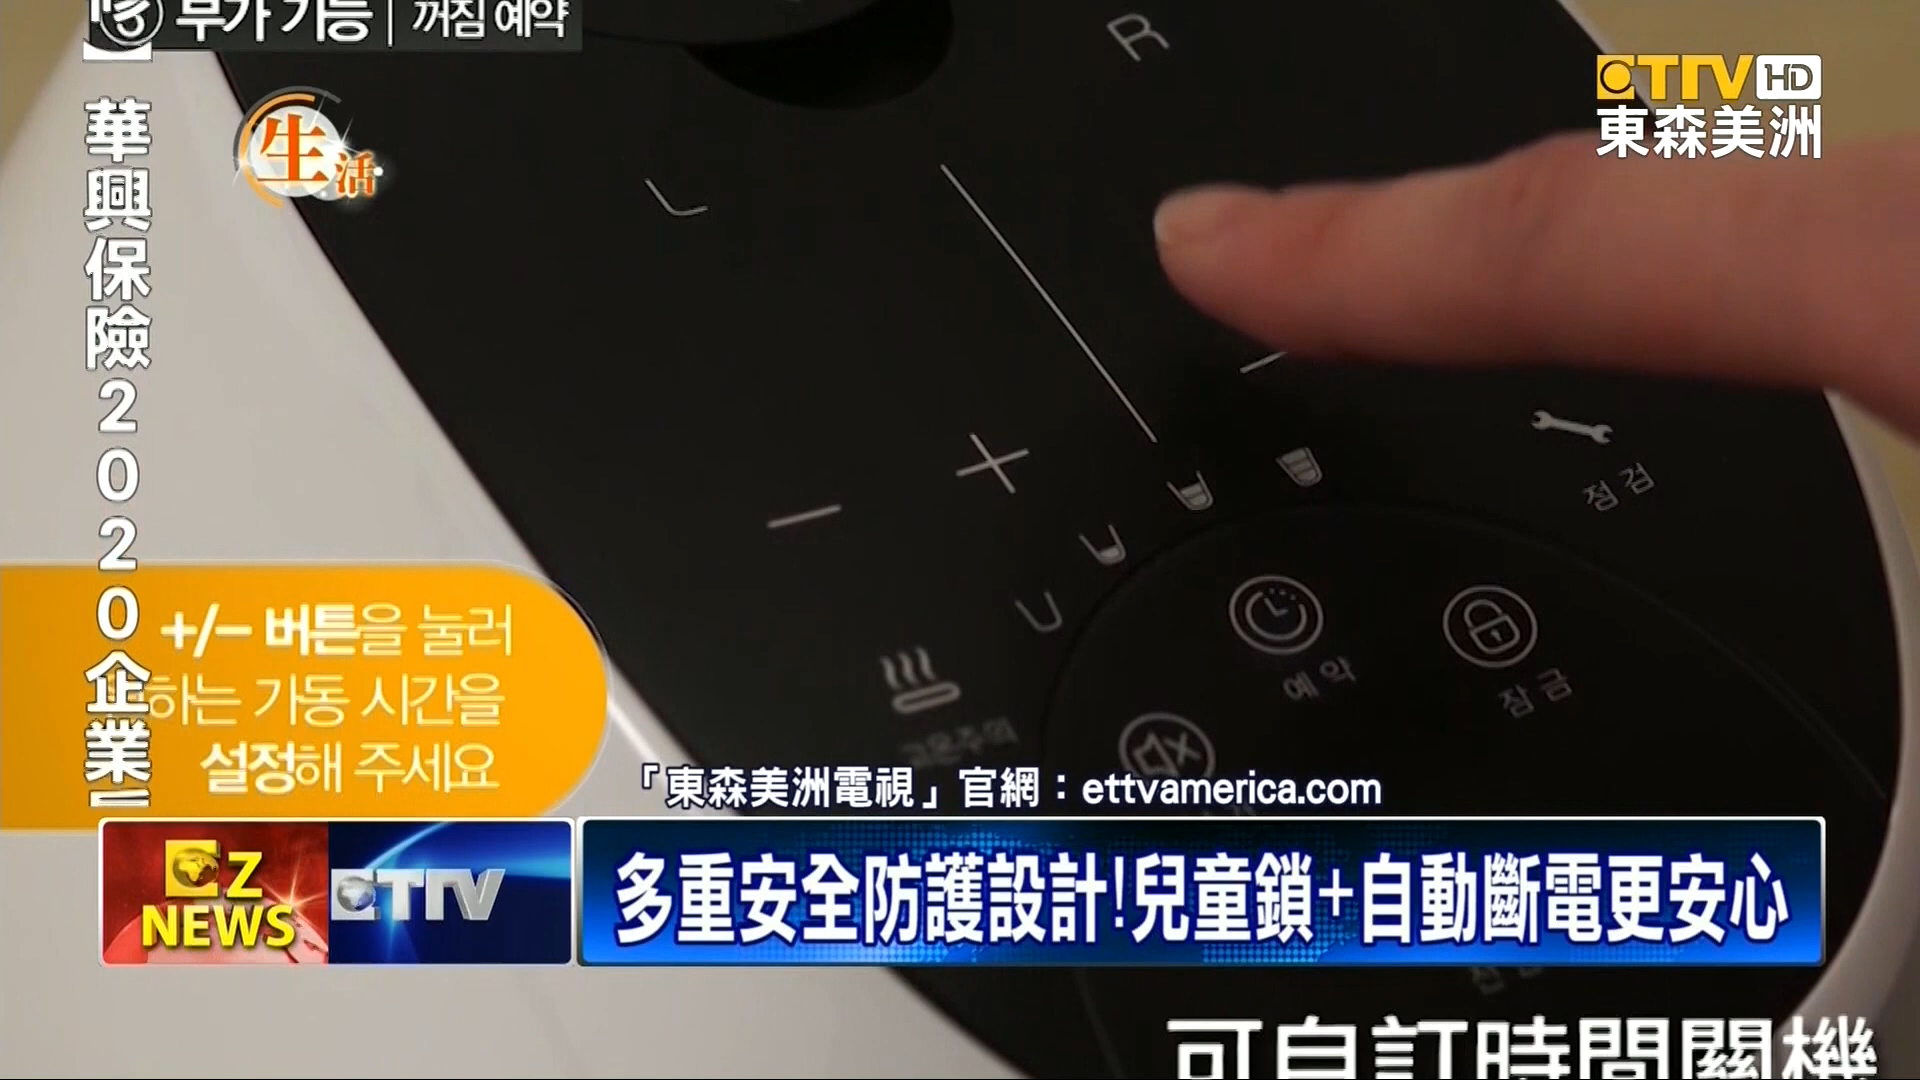 부가 기능 | 꺼짐 예약
】華興保險2020企業
生活
ETTV HD
東森美洲
R
L
점검
예약
잠금
고온주의
+/− 버튼을 눌러
하는 가동 시간을
설정해 주세요
「東森美洲電視」官網：ettvamerica.com
EZ NEWS
ETTV
多重安全防護設計!兒童鎖+自動斷電更安心
可自訂時間關機